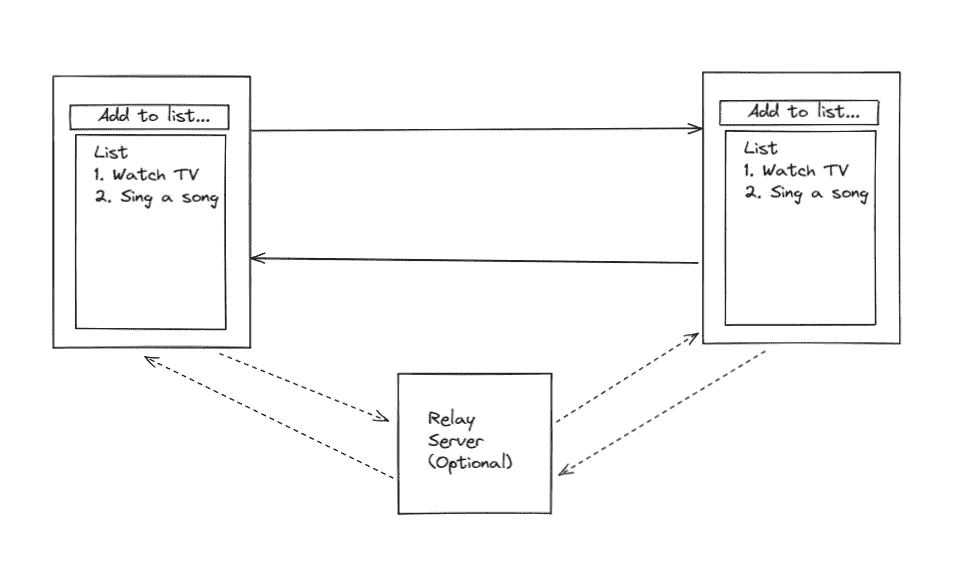 Add to list...
List
1. Watch TV
2. Sing a song
Add to list...
List
1. Watch TV
2. Sing a song
Relay
Server
(Optional)